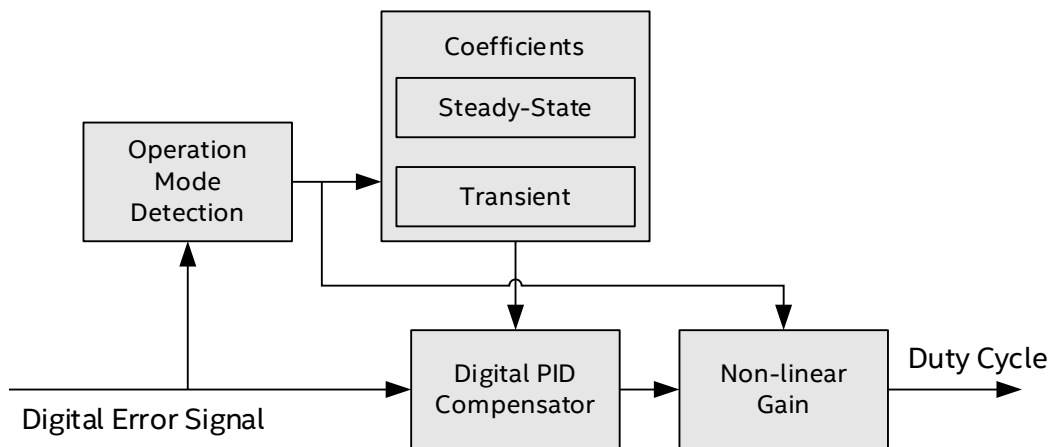 Coefficients
Steady-State
Transient
Operation
Mode
Detection
Digital Error Signal
Digital PID
Compensator
Non-linear
Gain
Duty Cycle